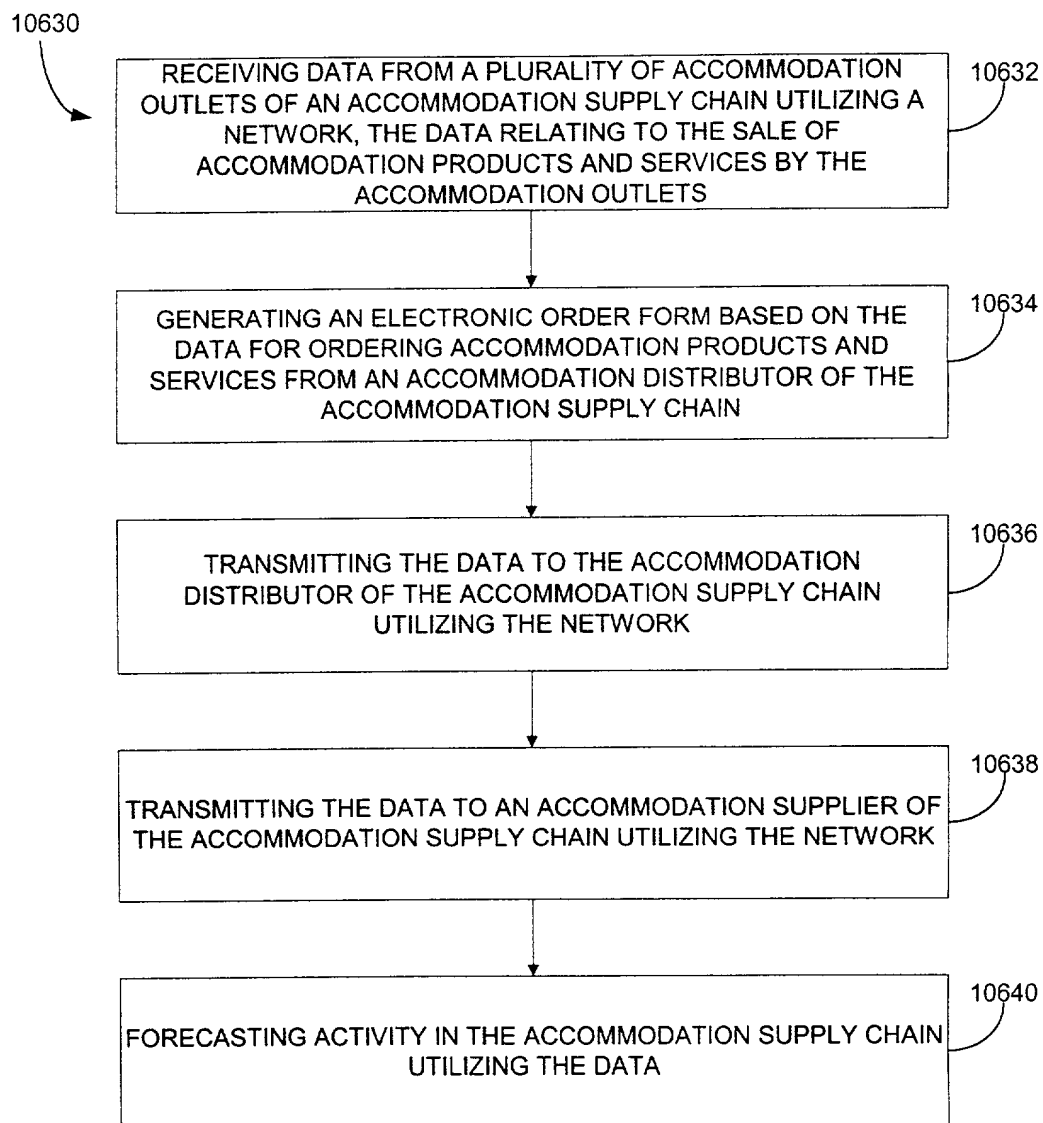 10630
RECEIVING DATA FROM A PLURALITY OF ACCOMMODATION
OUTLETS OF AN ACCOMMODATION SUPPLY CHAIN UTILIZING A
NETWORK, THE DATA RELATING TO THE SALE OF
ACCOMMODATION PRODUCTS AND SERVICES BY THE
ACCOMMODATION OUTLETS
10632
GENERATING AN ELECTRONIC ORDER FORM BASED ON THE
DATA FOR ORDERING ACCOMMODATION PRODUCTS AND
SERVICES FROM AN ACCOMMODATION DISTRIBUTOR OF THE
ACCOMMODATION SUPPLY CHAIN
10634
TRANSMITTING THE DATA TO THE ACCOMMODATION
DISTRIBUTOR OF THE ACCOMMODATION SUPPLY CHAIN
UTILIZING THE NETWORK
10636
TRANSMITTING THE DATA TO AN ACCOMMODATION SUPPLIER OF
THE ACCOMMODATION SUPPLY CHAIN UTILIZING THE NETWORK
10638
FORECASTING ACTIVITY IN THE ACCOMMODATION SUPPLY CHAIN
UTILIZING THE DATA
10640